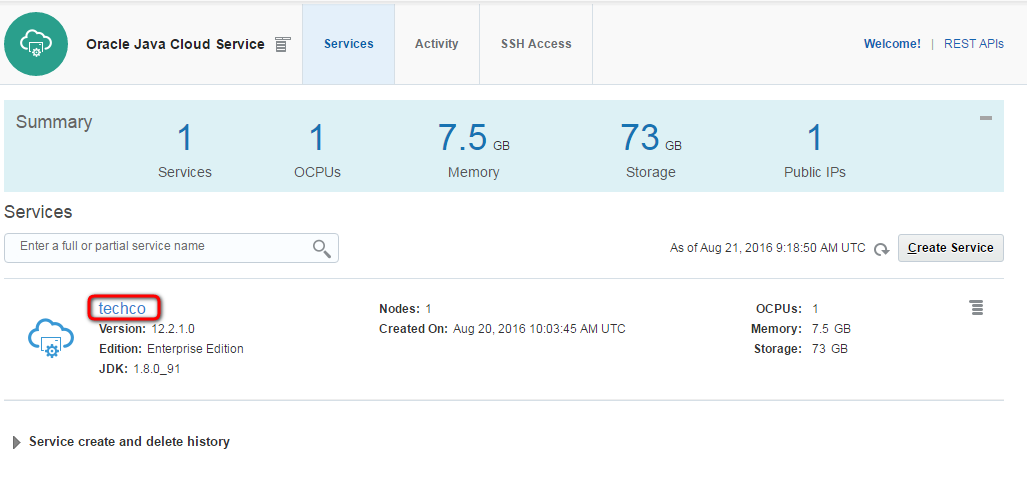 Oracle Java Cloud Service
Services
Activity
SSH Access
Welcome! | REST APIs
Summary
1
Services
1
OCPUs
7.5 GB
Memory
73 GB
Storage
1
Public IPs
Services
Enter a full or partial service name
As of Aug 21, 2016 9:18:50 AM UTC
Create Service
techco
Version: 12.2.1.0
Edition: Enterprise Edition
JDK: 1.8.0_91
Nodes: 1
Created On: Aug 20, 2016 10:03:45 AM UTC
OCPUs: 1
Memory: 7.5 GB
Storage: 73 GB
Service create and delete history